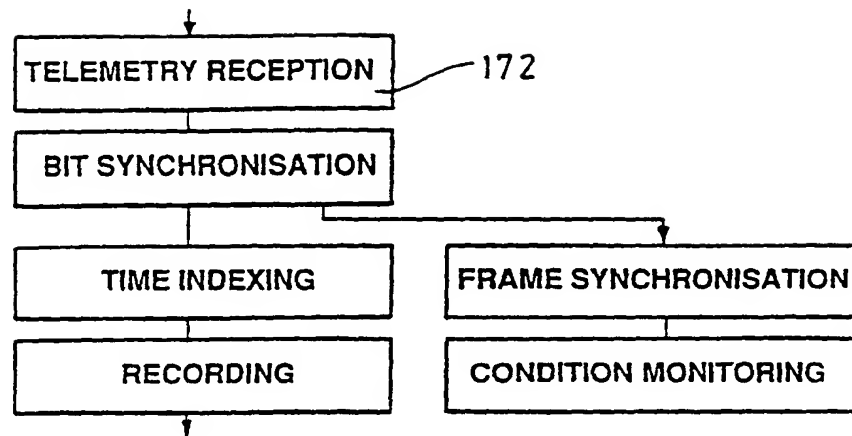 TELEMETRY RECEPTION
172
BIT SYNCHRONISATION
TIME INDEXING
FRAME SYNCHRONISATION
RECORDING
CONDITION MONITORING